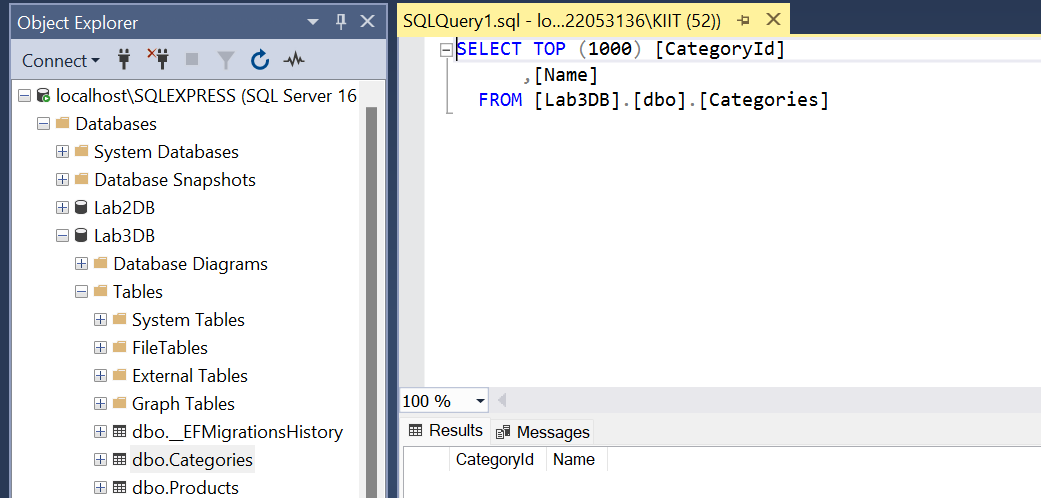 Object Explorer
Connect
localhost\SQLEXPRESS (SQL Server 16
Databases
System Databases
Database Snapshots
Lab2DB
Lab3DB
Database Diagrams
Tables
System Tables
FileTables
External Tables
Graph Tables
dbo.__EFMigrationsHistory
dbo.Categories
dbo.Products
SQLQuery1.sql - lo...22053136\KIIT (52))
SELECT TOP (1000) [CategoryId]
,[Name]
FROM [Lab3DB].[dbo].[Categories]
100 %
Results Messages
CategoryId Name